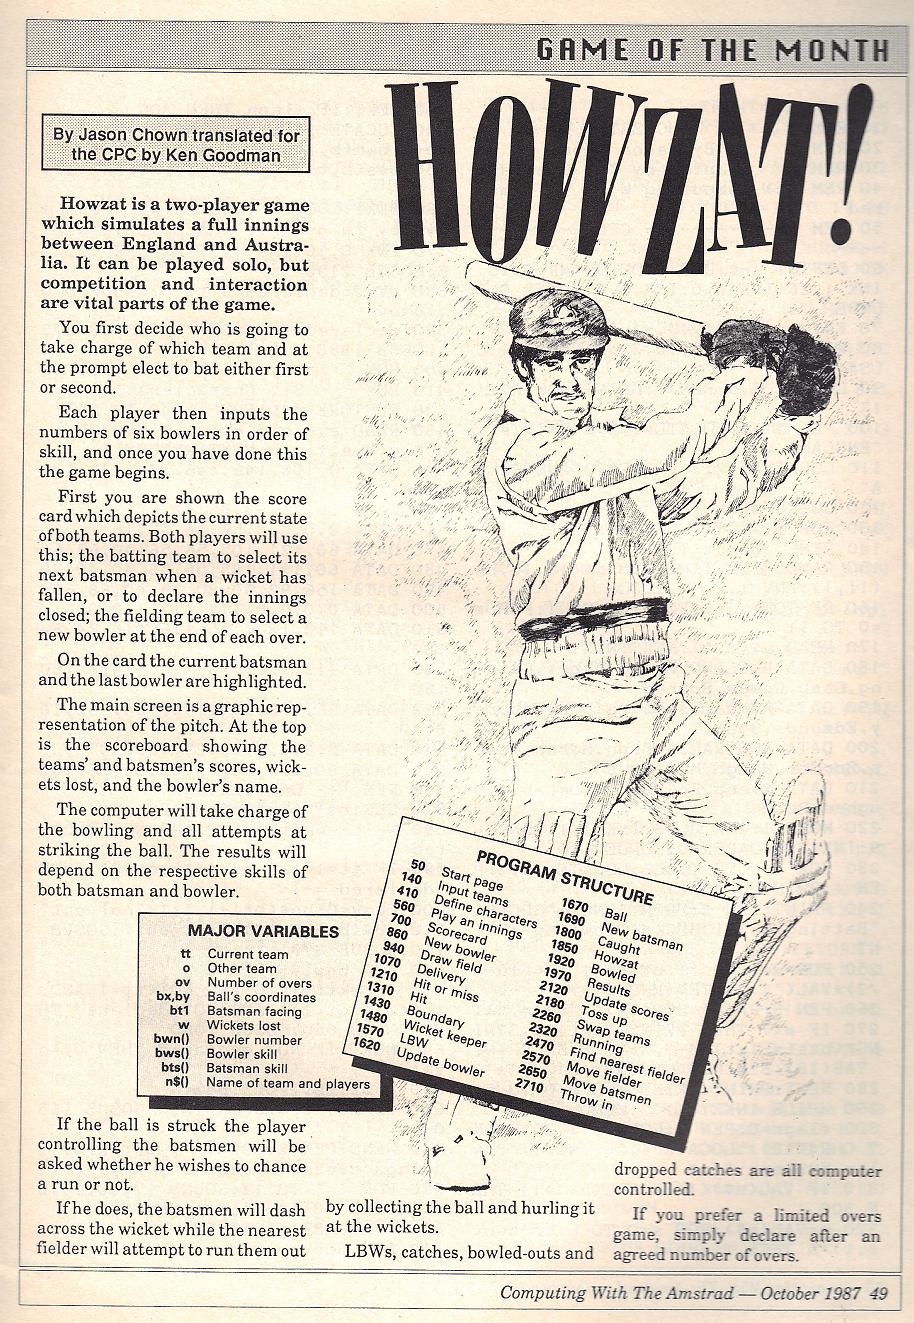 GAME OF THE MONTH
HOWZAT!
By Jason Chown translated for
the CPC by Ken Goodman
Howzat is a two-player game
which simulates a full innings
between England and Austra-
lia. It can be played solo, but
competition and interaction
are vital parts of the game.
You first decide who is going to
take charge of which team and at
the prompt elect to bat either first
or second.
Each player then inputs the
numbers of six bowlers in order of
skill, and once you have done this
the game begins.
First you are shown the score
card which depicts the current state
of both teams. Both players will use
this; the batting team to select its
next batsman when a wicket has
fallen, or to declare the innings
closed; the fielding team to select a
new bowler at the end of each over.
On the card the current batsman
and the last bowler are highlighted.
The main screen is a graphic rep-
resentation of the pitch. At the top
is the scoreboard showing the
teams' and batsmen's scores, wick-
ets lost, and the bowler's name.
The computer will take charge of
the bowling and all attempts at
striking the ball. The results will
depend on the respective skills of
both batsman and bowler.
MAJOR VARIABLES
tt Current team
o Other team
ov Number of overs
bx,by Ball's coordinates
bt1 Batsman facing
w Wickets lost
bwn() Bowler number
bws() Bowler skill
bts() Batsman skill
n$() Name of team and players
PROGRAM STRUCTURE
50 Start page
140 Input teams
410 Define characters
560 Play an innings
700 Scorecard
860 New bowler
940 Draw field
1070 Delivery
1210 Hit or miss
1310 Hit
1430 Boundary
1480 Wicket keeper
1570 LBW
1620 Update bowler
1670 Ball
1690 New batsman
1800 Caught
1850 Howzat
1920 Bowled
1970 Results
2120 Update scores
2180 Toss up
2260 Swap teams
2320 Running
2470 Find nearest fielder
2570 Move fielder
2650 Move batsmen
2710 Throw in
If the ball is struck the player
controlling the batsmen will be
asked whether he wishes to chance
a run or not.
If he does, the batsmen will dash
across the wicket while the nearest
fielder will attempt to run them out
by collecting the ball and hurling it
at the wickets.
LBWs, catches, bowled-outs and
dropped catches are all computer
controlled.
If you prefer a limited overs
game, simply declare after an
agreed number of overs.
Computing With The Amstrad — October 1987 49